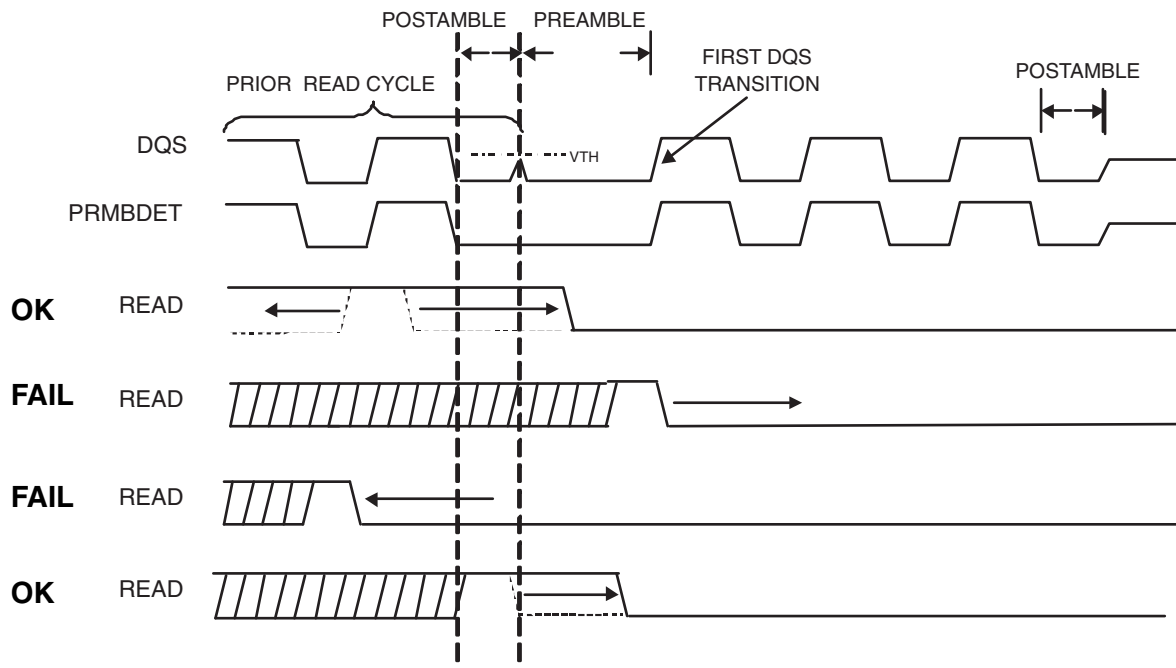 POSTAMBLE PREAMBLE
FIRST DQS
TRANSITION
POSTAMBLE
PRIOR READ CYCLE
DQS
VTH
PRMBDET
OK READ
FAIL READ
FAIL READ
OK READ